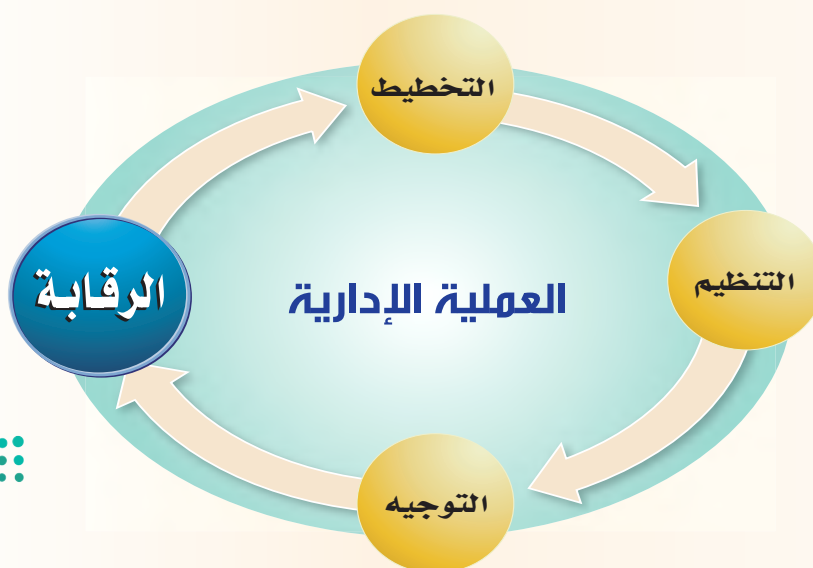 التخطيط
التنظيم
العملية الإدارية
الرقابة
التوجيه